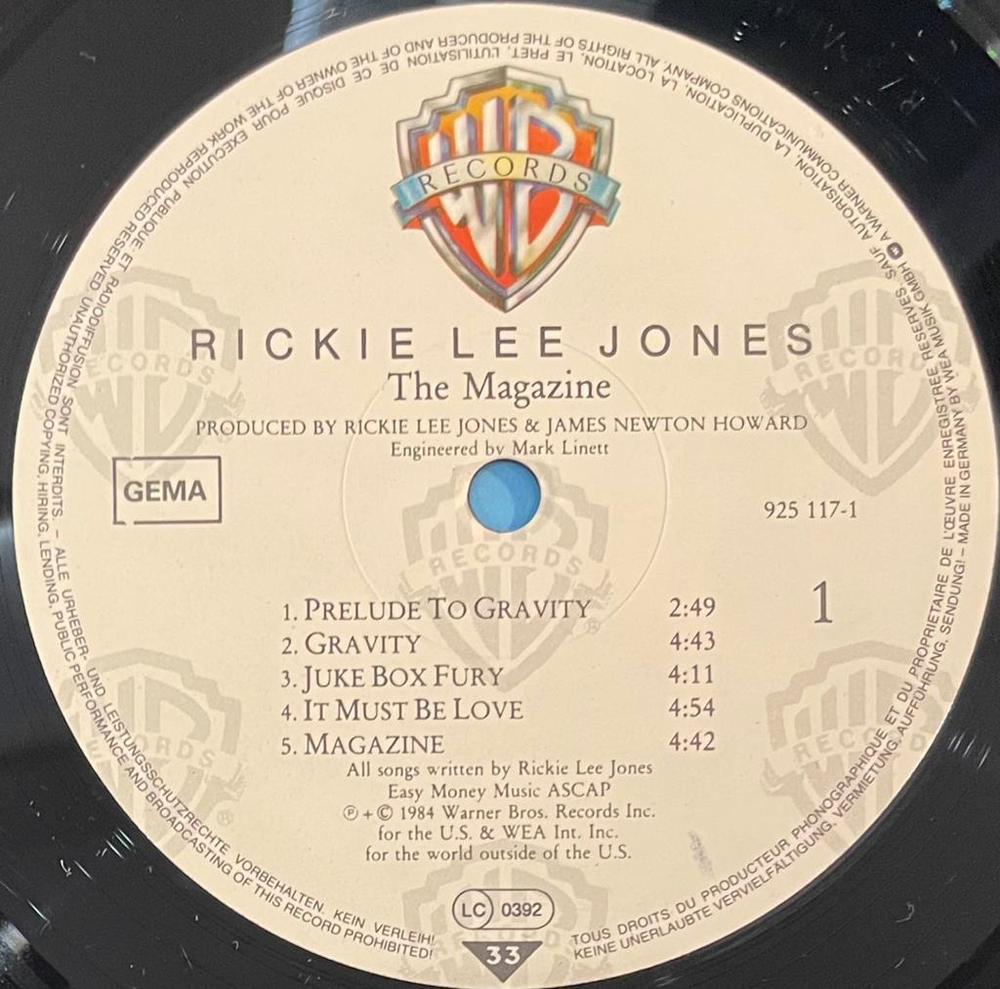 WB
RECORDS
RICKIE LEE JONES
The Magazine
PRODUCED BY RICKIE LEE JONES & JAMES NEWTON HOWARD
Engineered by Mark Linett
GEMA
925 117-1
1
1. PRELUDE TO GRAVITY 2:49
2. GRAVITY 4:43
3. JUKE BOX FURY 4:11
4. IT MUST BE LOVE 4:54
5. MAGAZINE 4:42
All songs written by Rickie Lee Jones
Easy Money Music ASCAP
℗ + © 1984 Warner Bros. Records Inc.
for the U.S. & WEA Int. Inc.
for the world outside of the U.S.
LC 0392
33
TOUS DROITS DU PRODUCTEUR PHONOGRAPHIQUE ET DU PROPRIETAIRE DE L'ŒUVRE ENREGISTREE RESERVES. SAUF AUTORISATION, LA DUPLICATION, LA LOCATION, LE PRET, L'UTILISATION DE CE DISQUE POUR EXECUTION PUBLIQUE ET RADIODIFFUSION SONT INTERDITS. – ALLE URHEBER- UND LEISTUNGSSCHUTZRECHTE VORBEHALTEN. KEIN VERLEIH!
KEINE UNERLAUBTE VERVIELFÄLTIGUNG, VERMIETUNG, AUFFÜHRUNG, SENDUNG! – MADE IN GERMANY BY WEA MUSIK GMBH A WARNER COMMUNICATIONS COMPANY. ALL RIGHTS OF THE PRODUCER AND OF THE OWNER OF THE WORK REPRODUCED RESERVED UNAUTHORIZED COPYING, HIRING, LENDING, PUBLIC PERFORMANCE AND BROADCASTING OF THIS RECORD PROHIBITED!